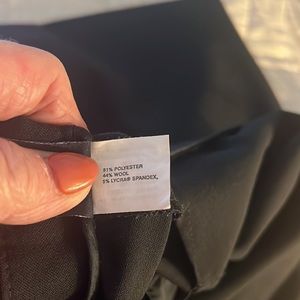 51% POLYESTER
44% WOOL
5% LYCRA® SPANDEX,